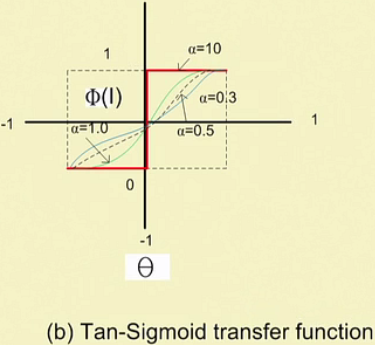 α=10
1
Φ(I)
α=0.3
-1
1
α=1.0
α=0.5
0
-1
Θ
(b) Tan-Sigmoid transfer function